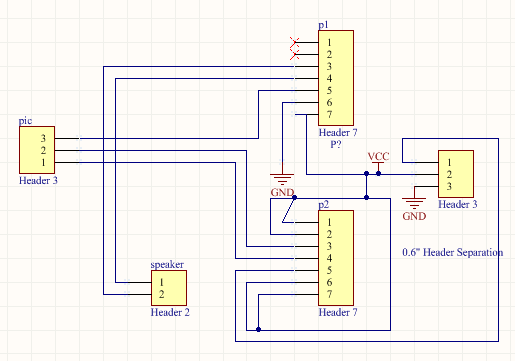 p1
1
2
3
4
5
6
7
Header 7
P?
pic
3
2
1
Header 3
VCC
1
2
3
Header 3
GND
GND
p2
1
2
3
4
5
6
7
Header 7
0.6" Header Separation
speaker
1
2
Header 2